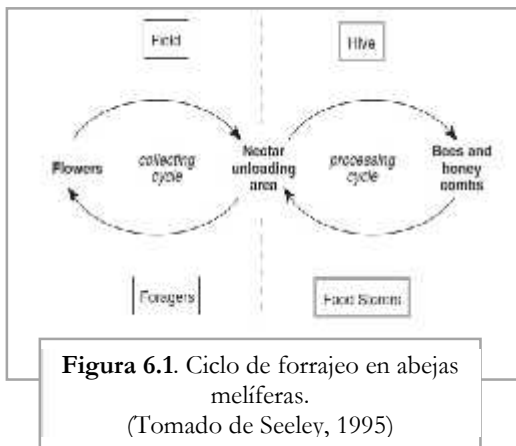 Field
Hive
Flowers
collecting
cycle
Nectar
unloading
area
processing
cycle
Bees and
honey
combs
Foragers
Food
Figura 6.1. Ciclo de forrajeo en abejas
melíferas.
(Tomado de Seeley, 1995)